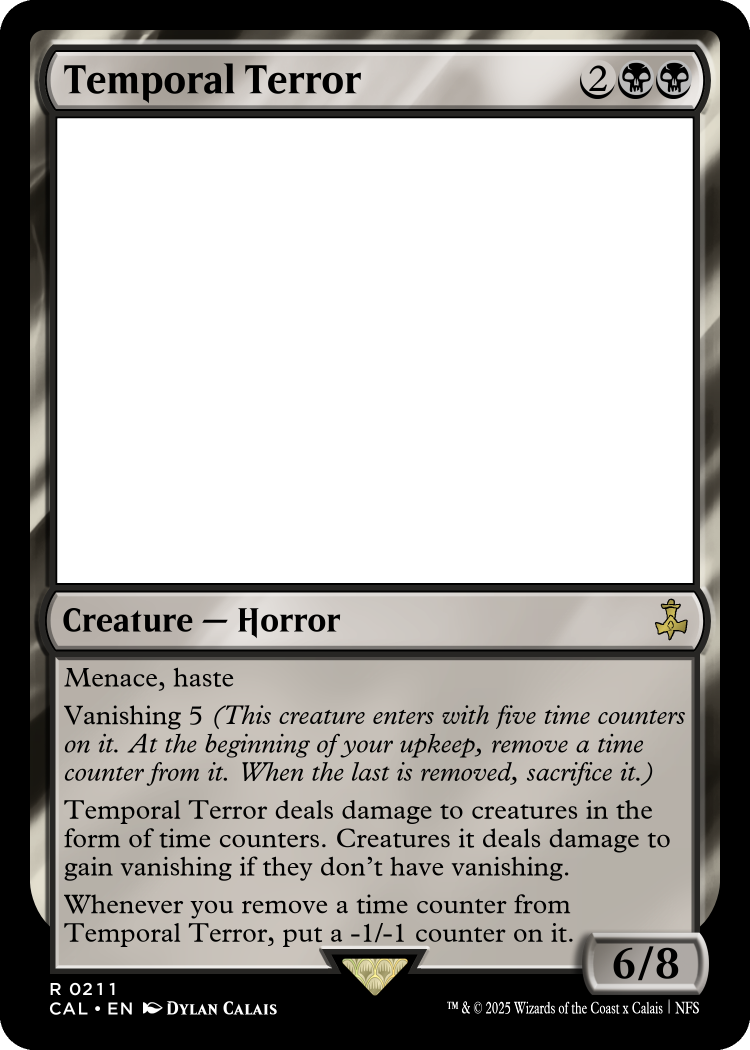 Temporal Terror 2
Creature — Horror
Menace, haste
Vanishing 5 (This creature enters with five time counters
on it. At the beginning of your upkeep, remove a time
counter from it. When the last is removed, sacrifice it.)
Temporal Terror deals damage to creatures in the
form of time counters. Creatures it deals damage to
gain vanishing if they don't have vanishing.
Whenever you remove a time counter from
Temporal Terror, put a -1/-1 counter on it.
6/8
R 0211
CAL • EN Dylan Calais
™ & © 2025 Wizards of the Coast x Calais | NFS